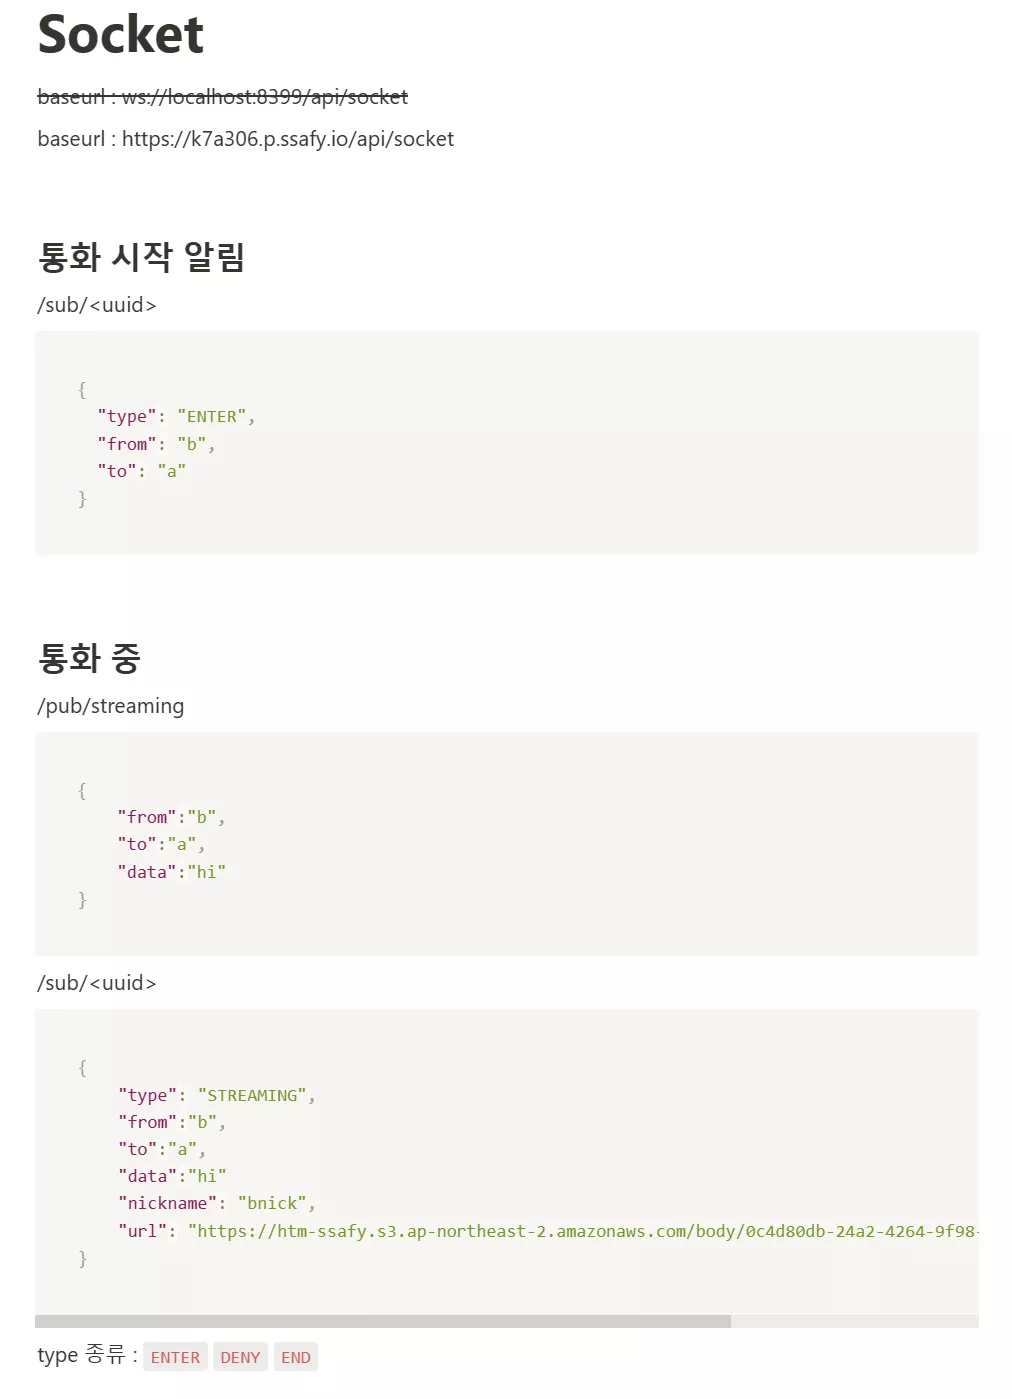 Socket
baseurl : ws://localhost:8399/api/socket
baseurl : https://k7a306.p.ssafy.io/api/socket
통화 시작 알림
/sub/<uuid>
{
"type": "ENTER",
"from": "b",
"to": "a"
}
통화 중
/pub/streaming
{
"from":"b",
"to":"a",
"data":"hi"
}
/sub/<uuid>
{
"type": "STREAMING",
"from":"b",
"to":"a",
"data":"hi"
"nickname": "bnick",
"url": "https://htm-ssafy.s3.ap-northeast-2.amazonaws.com/body/0c4d80db-24a2-4264-9f98-
}
type 종류 : ENTER DENY END